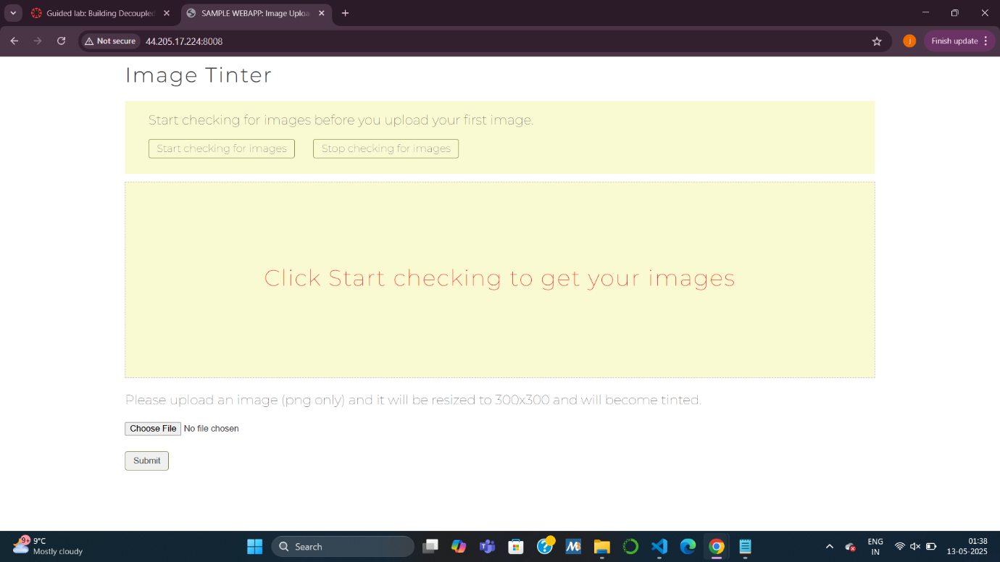 Guided lab: Building Decoupled
SAMPLE WEBAPP: Image Uploa
Not secure
44.205.17.224:8008
j
Finish update
Image Tinter
Start checking for images before you upload your first image.
Start checking for images
Stop checking for images
Click Start checking to get your images
Please upload an image (png only) and it will be resized to 300x300 and will become tinted.
Choose File No file chosen
Submit
9+
9°C
Mostly cloudy
Search
ENG
IN
01:38
13-05-2025